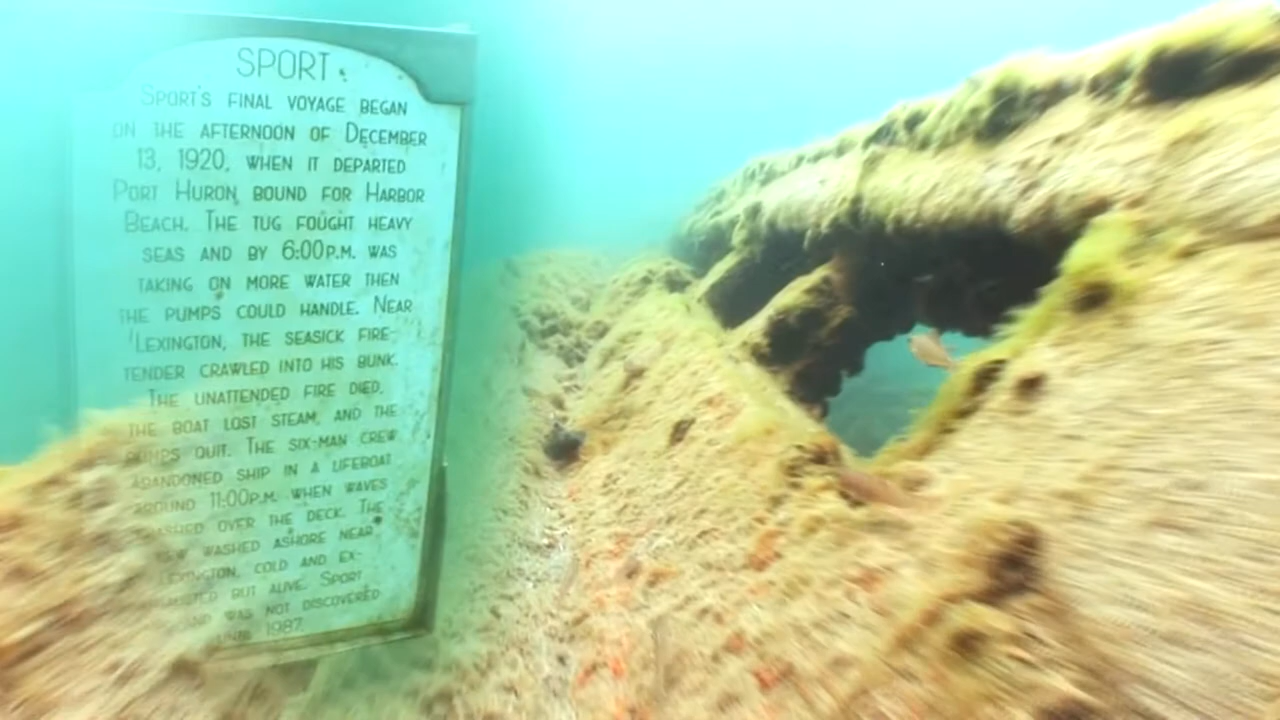 SPORT
SPORT'S FINAL VOYAGE BEGAN
ON THE AFTERNOON OF DECEMBER
13, 1920, WHEN IT DEPARTED
PORT HURON, BOUND FOR HARBOR
BEACH. THE TUG FOUGHT HEAVY
SEAS AND BY 6:00P.M. WAS
TAKING ON MORE WATER THEN
THE PUMPS COULD HANDLE. NEAR
LEXINGTON, THE SEASICK FIRE-
TENDER CRAWLED INTO HIS BUNK.
THE UNATTENDED FIRE DIED,
THE BOAT LOST STEAM, AND THE
PUMPS QUIT. THE SIX-MAN CREW
ABANDONED SHIP IN A LIFEBOAT
AROUND 11:00P.M. WHEN WAVES
WASHED OVER THE DECK. THE
CREW WASHED ASHORE NEAR
LEXINGTON, COLD AND EX-
HAUSTED BUT ALIVE. SPORT
AND WAS NOT DISCOVERED
UNTIL 1987.